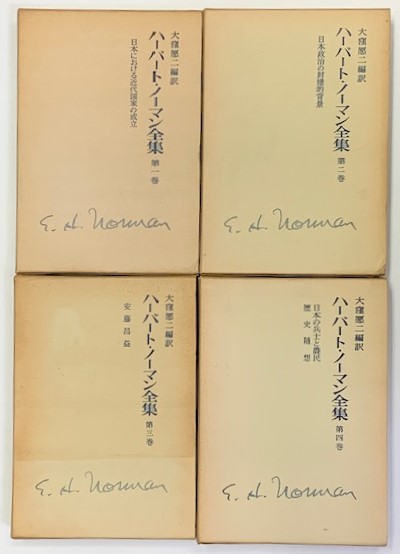 大窪愿二編訳
ハーバート・ノーマン全集 第一巻
日本における近代国家の成立
E. H. Norman
大窪愿二編訳
ハーバート・ノーマン全集 第二巻
日本政治の封建的背景
E. H. Norman
大窪愿二編訳
ハーバート・ノーマン全集 第三巻
安藤昌益
E. H. Norman
大窪愿二編訳
ハーバート・ノーマン全集 第四巻
日本の兵士と農民
歴史随想
E. H. Norman